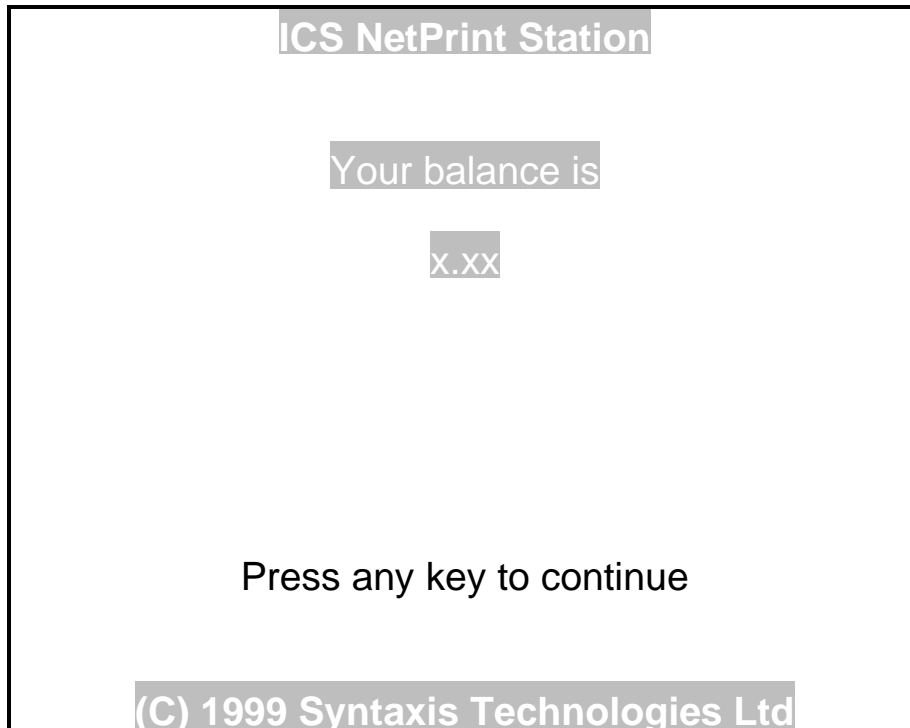 ICS NetPrint Station
Your balance is
x.xx
Press any key to continue
(C) 1999 Syntaxis Technologies Ltd